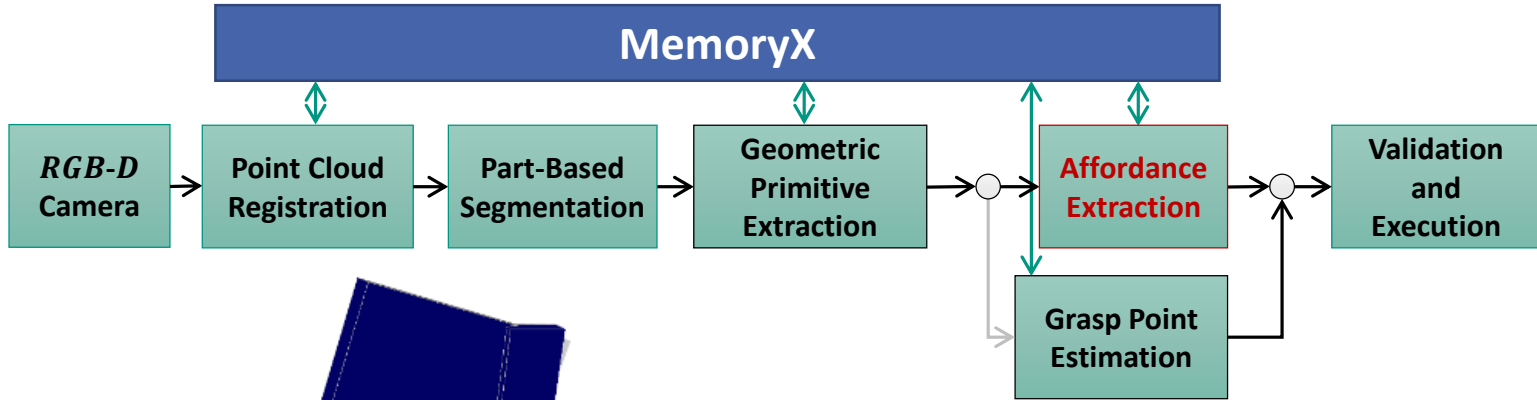 MemoryX
RGB-D
Camera
Point Cloud
Registration
Part-Based
Segmentation
Geometric
Primitive
Extraction
Affordance
Extraction
Validation
and
Execution
Grasp Point
Estimation